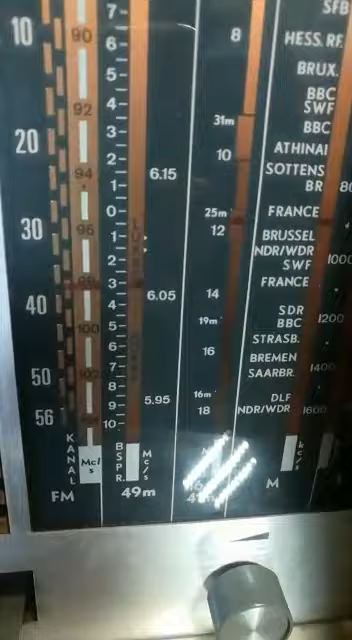 10 90 7 8 SFB
HESS. RF.
6
5 BRUX.
92 4 BBC
SWF
3 31m BBC
20 2 10 ATHINAI
94 1 6.15 SOTTENS
BR 80
0 25m FRANCE
30 96 1 12 BRUSSEL
NDR/WDR
2 SWF 1000
98 3 FRANCE
40 4 6.05 14
SDR
100 5 19m BBC 1200
6 STRASB.
7 16 BREMEN
50 102 8 SAARBR. 1400
9 5.95 16m DLF
56 10 18 NDR/WDR 1600
KANAL Mc/s BSPR. Mc/s kc/s
FM 49m M